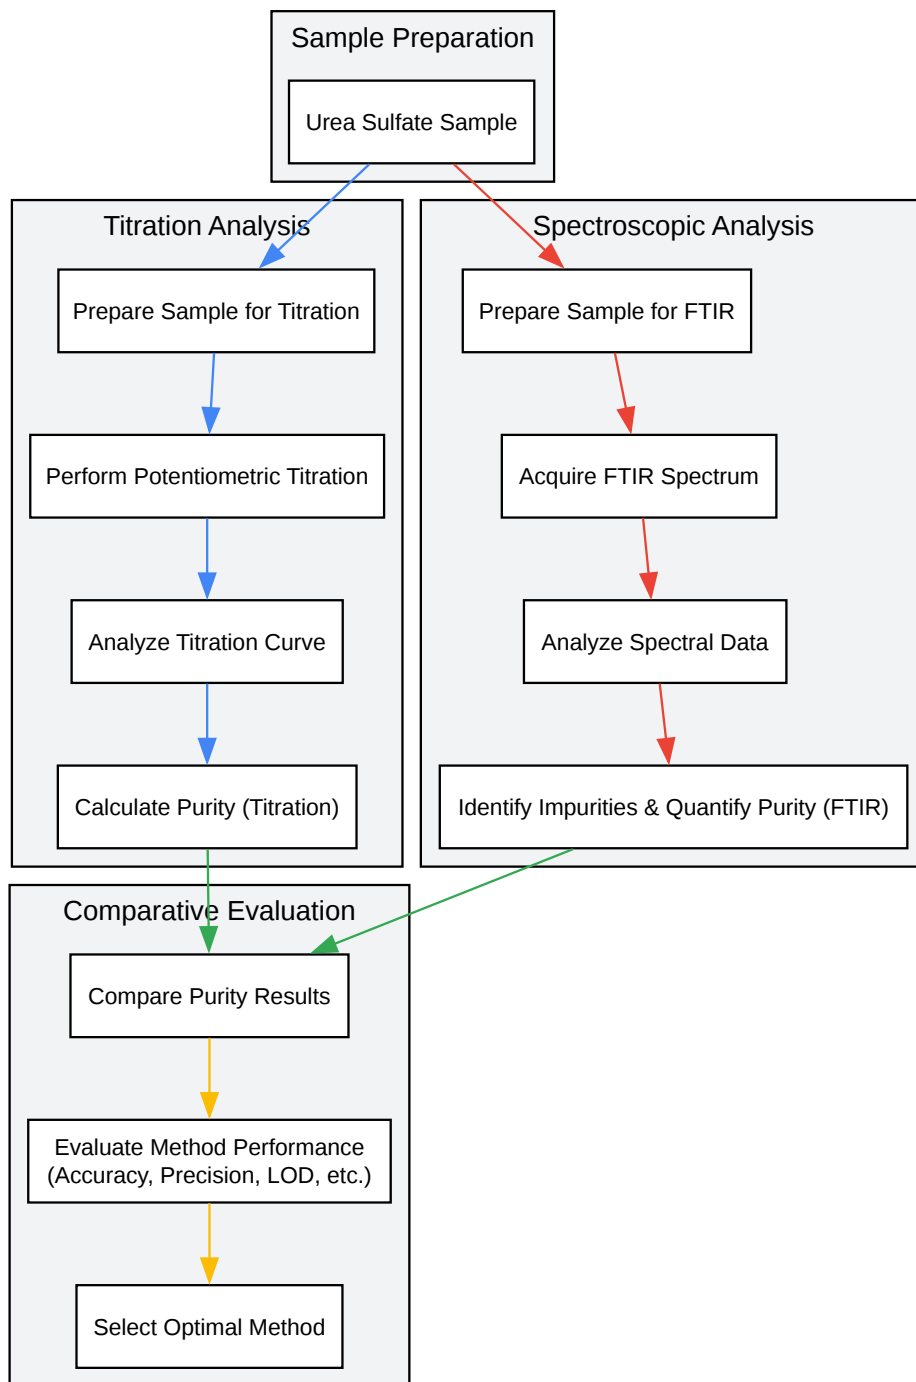 Sample Preparation
Urea Sulfate Sample
Titration Analysis
Prepare Sample for Titration
Perform Potentiometric Titration
Analyze Titration Curve
Calculate Purity (Titration)
Spectroscopic Analysis
Prepare Sample for FTIR
Acquire FTIR Spectrum
Analyze Spectral Data
Identify Impurities & Quantify Purity (FTIR)
Comparative Evaluation
Compare Purity Results
Evaluate Method Performance
(Accuracy, Precision, LOD, etc.)
Select Optimal Method